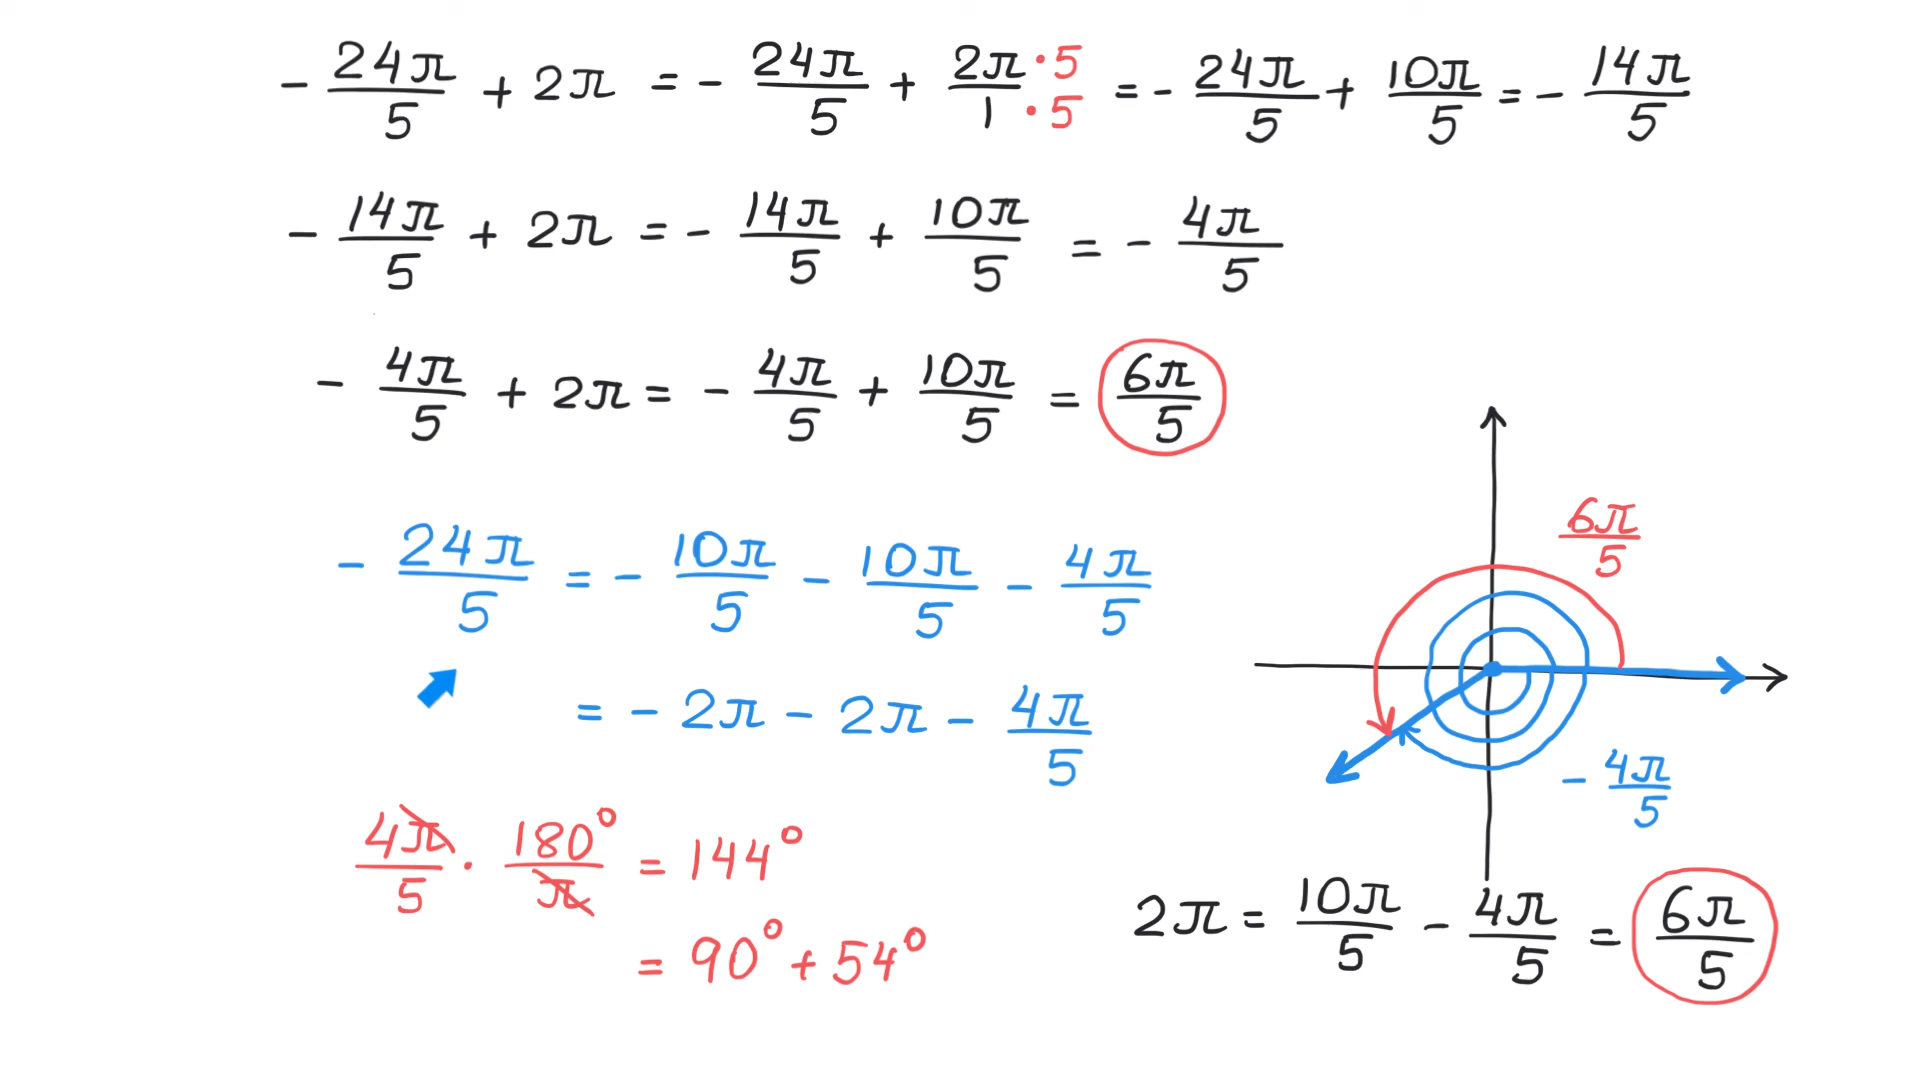 - 24π/5 + 2π = - 24π/5 + 2π/1 ·5 ·5 = - 24π/5 + 10π/5 = - 14π/5
- 14π/5 + 2π = - 14π/5 + 10π/5 = - 4π/5
- 4π/5 + 2π = - 4π/5 + 10π/5 = 6π/5
6π/5
- 24π/5 = - 10π/5 - 10π/5 - 4π/5
= - 2π - 2π - 4π/5
- 4π/5
4π/5 · 180°/π = 144°
= 90° + 54°
2π = 10π/5 - 4π/5 = 6π/5